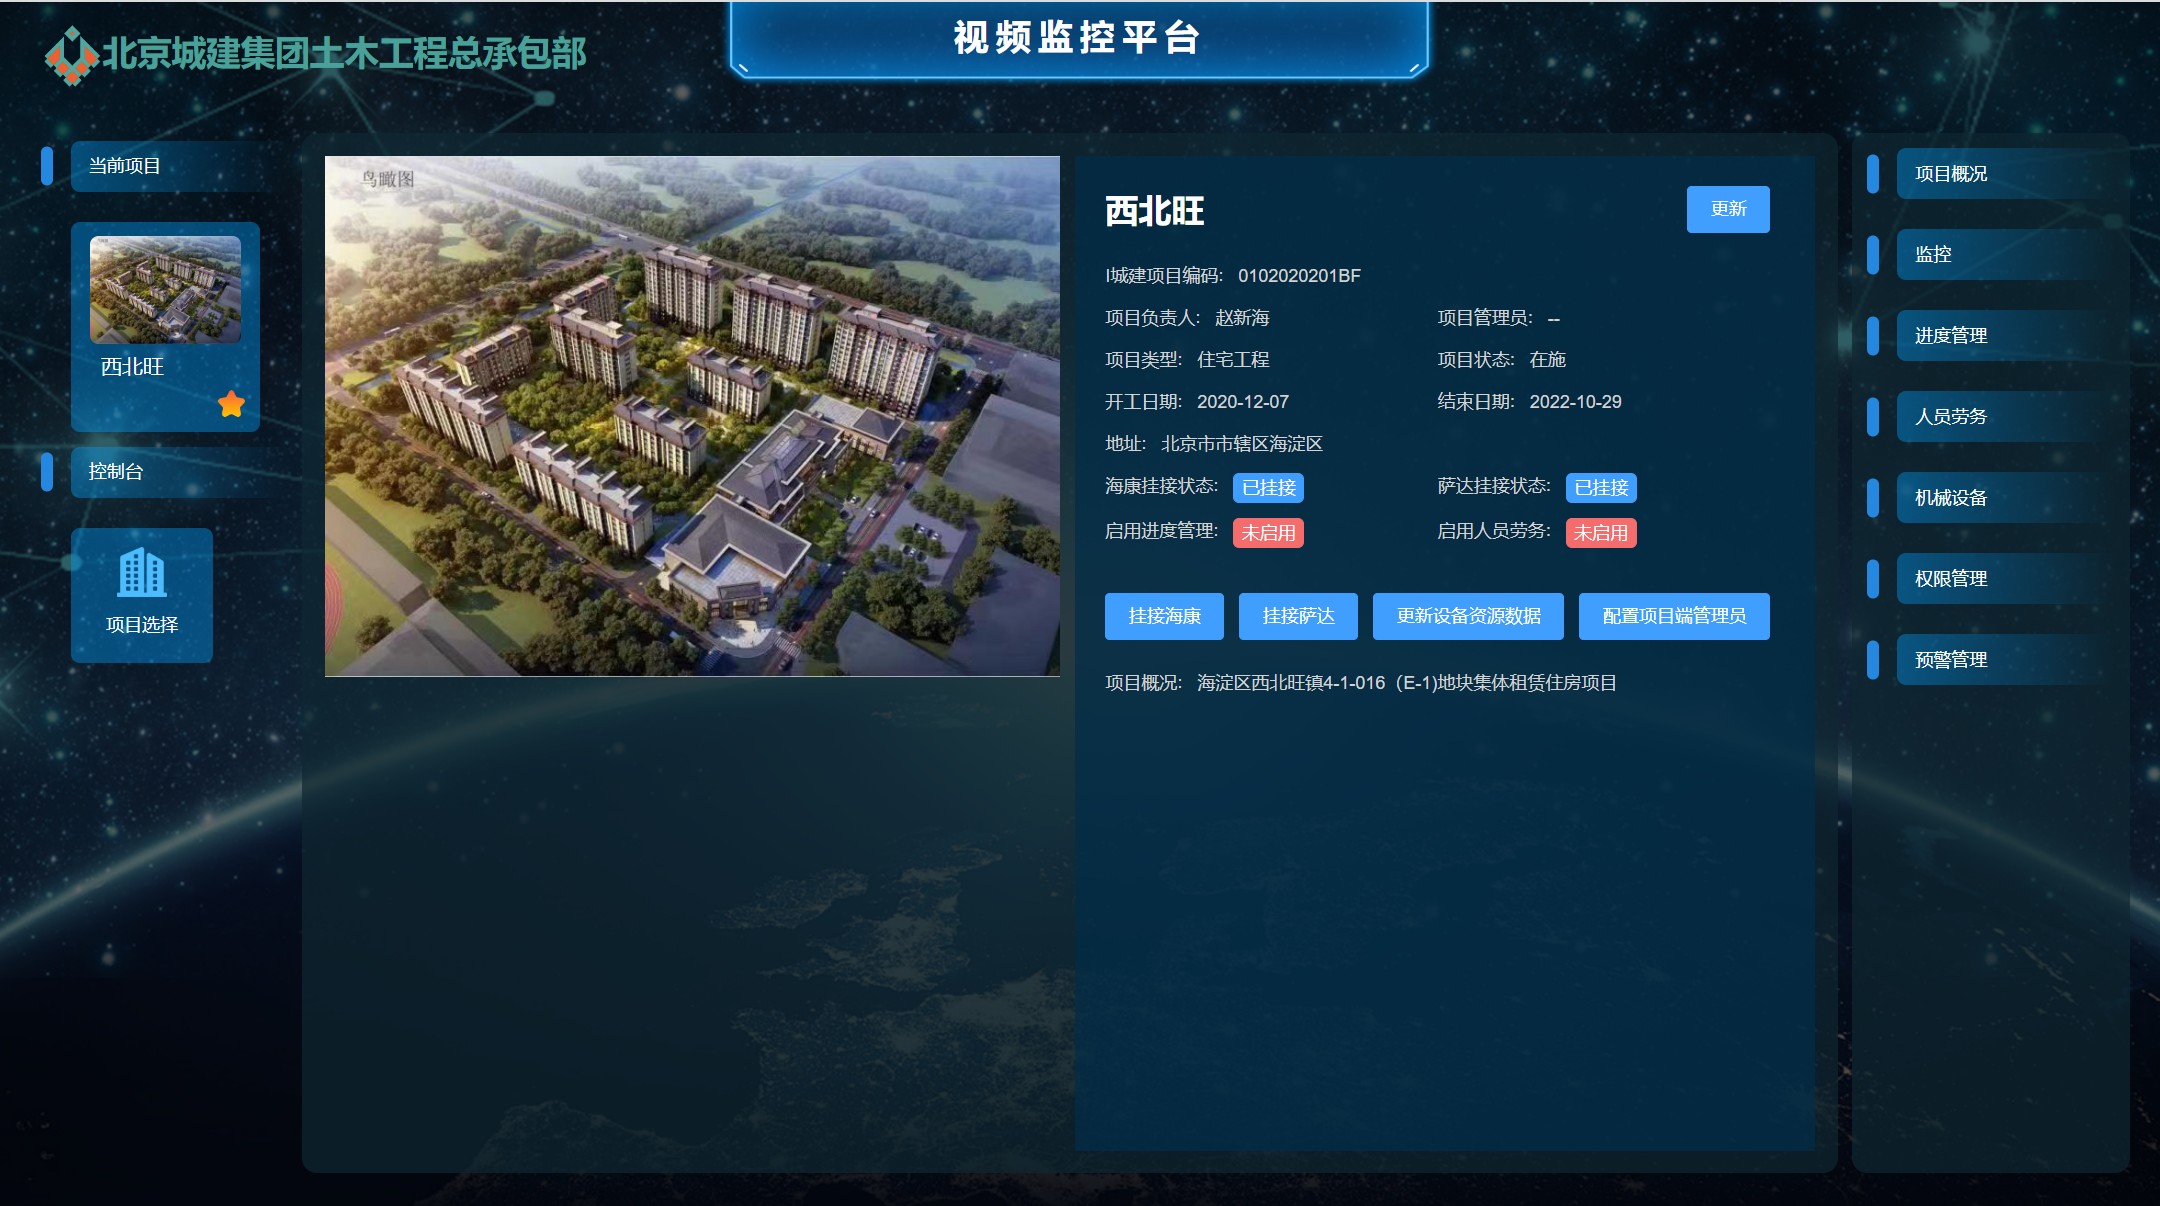 北京城建集团土木工程总承包部
视频监控平台
当前项目
西北旺
控制台
项目选择
鸟瞰图
西北旺
更新
I城建项目编码: 0102020201BF
项目负责人: 赵新海 项目管理员: --
项目类型: 住宅工程 项目状态: 在施
开工日期: 2020-12-07 结束日期: 2022-10-29
地址: 北京市市辖区海淀区
海康挂接状态: 已挂接 萨达挂接状态: 已挂接
启用进度管理: 未启用 启用人员劳务: 未启用
挂接海康 挂接萨达 更新设备资源数据 配置项目端管理员
项目概况: 海淀区西北旺镇4-1-016（E-1)地块集体租赁住房项目
项目概况
监控
进度管理
人员劳务
机械设备
权限管理
预警管理